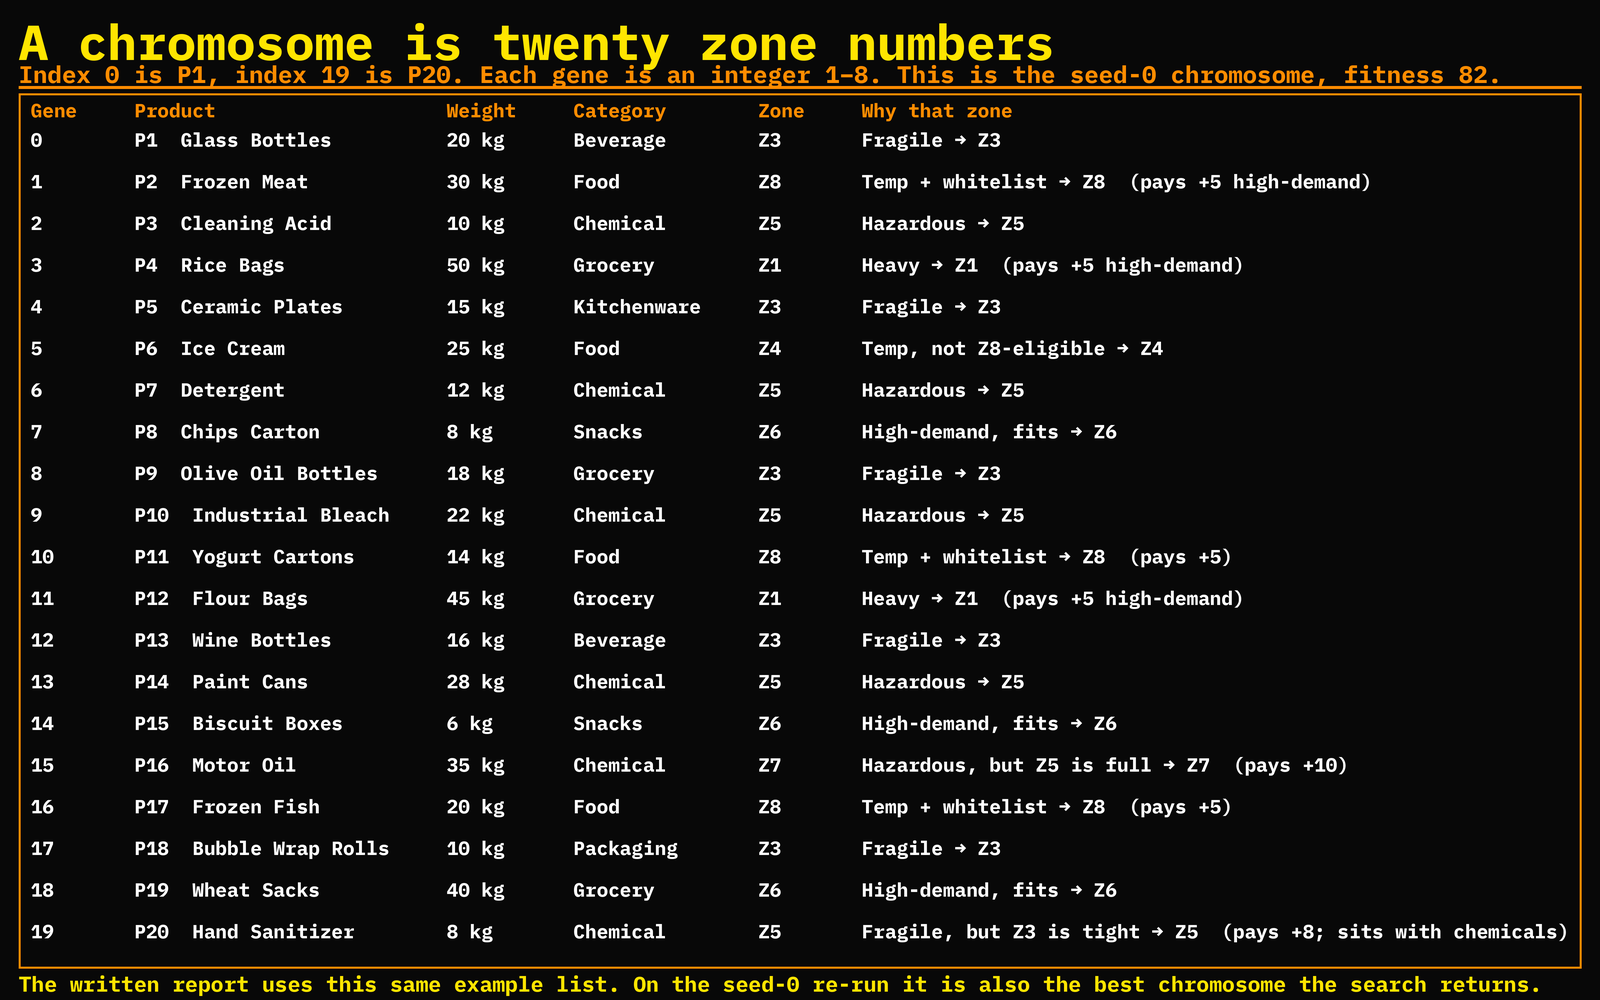 A chromosome is twenty zone numbers
Index 0 is P1, index 19 is P20. Each gene is an integer 1–8. This is the seed-0 chromosome, fitness 82.
Gene Product Weight Category Zone Why that zone
0 P1 Glass Bottles 20 kg Beverage Z3 Fragile → Z3
1 P2 Frozen Meat 30 kg Food Z8 Temp + whitelist → Z8 (pays +5 high-demand)
2 P3 Cleaning Acid 10 kg Chemical Z5 Hazardous → Z5
3 P4 Rice Bags 50 kg Grocery Z1 Heavy → Z1 (pays +5 high-demand)
4 P5 Ceramic Plates 15 kg Kitchenware Z3 Fragile → Z3
5 P6 Ice Cream 25 kg Food Z4 Temp, not Z8-eligible → Z4
6 P7 Detergent 12 kg Chemical Z5 Hazardous → Z5
7 P8 Chips Carton 8 kg Snacks Z6 High-demand, fits → Z6
8 P9 Olive Oil Bottles 18 kg Grocery Z3 Fragile → Z3
9 P10 Industrial Bleach 22 kg Chemical Z5 Hazardous → Z5
10 P11 Yogurt Cartons 14 kg Food Z8 Temp + whitelist → Z8 (pays +5)
11 P12 Flour Bags 45 kg Grocery Z1 Heavy → Z1 (pays +5 high-demand)
12 P13 Wine Bottles 16 kg Beverage Z3 Fragile → Z3
13 P14 Paint Cans 28 kg Chemical Z5 Hazardous → Z5
14 P15 Biscuit Boxes 6 kg Snacks Z6 High-demand, fits → Z6
15 P16 Motor Oil 35 kg Chemical Z7 Hazardous, but Z5 is full → Z7 (pays +10)
16 P17 Frozen Fish 20 kg Food Z8 Temp + whitelist → Z8 (pays +5)
17 P18 Bubble Wrap Rolls 10 kg Packaging Z3 Fragile → Z3
18 P19 Wheat Sacks 40 kg Grocery Z6 High-demand, fits → Z6
19 P20 Hand Sanitizer 8 kg Chemical Z5 Fragile, but Z3 is tight → Z5 (pays +8; sits with chemicals)
The written report uses this same example list. On the seed-0 re-run it is also the best chromosome the search returns.